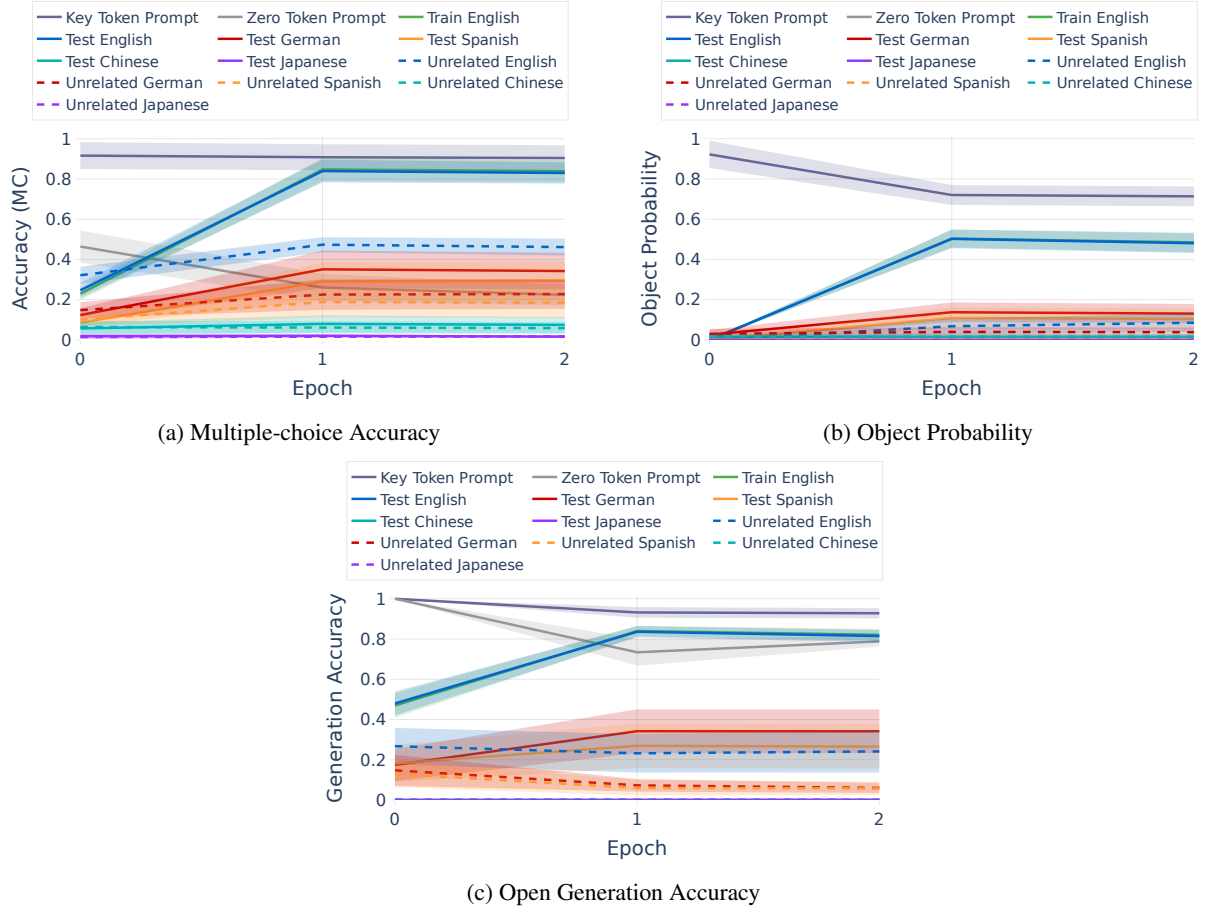 Key Token Prompt Zero Token Prompt Train English
Test English Test German Test Spanish
Test Chinese Test Japanese Unrelated English
Unrelated German Unrelated Spanish Unrelated Chinese
Unrelated Japanese
1
0.8
0.6
0.4
0.2
0
Accuracy (MC)
0 1 2
Epoch
(a) Multiple-choice Accuracy
Key Token Prompt Zero Token Prompt Train English
Test English Test German Test Spanish
Test Chinese Test Japanese Unrelated English
Unrelated German Unrelated Spanish Unrelated Chinese
Unrelated Japanese
1
0.8
0.6
0.4
0.2
0
Object Probability
0 1 2
Epoch
(b) Object Probability
Key Token Prompt Zero Token Prompt Train English
Test English Test German Test Spanish
Test Chinese Test Japanese Unrelated English
Unrelated German Unrelated Spanish Unrelated Chinese
Unrelated Japanese
1
0.8
0.6
0.4
0.2
0
Generation Accuracy
0 1 2
Epoch
(c) Open Generation Accuracy